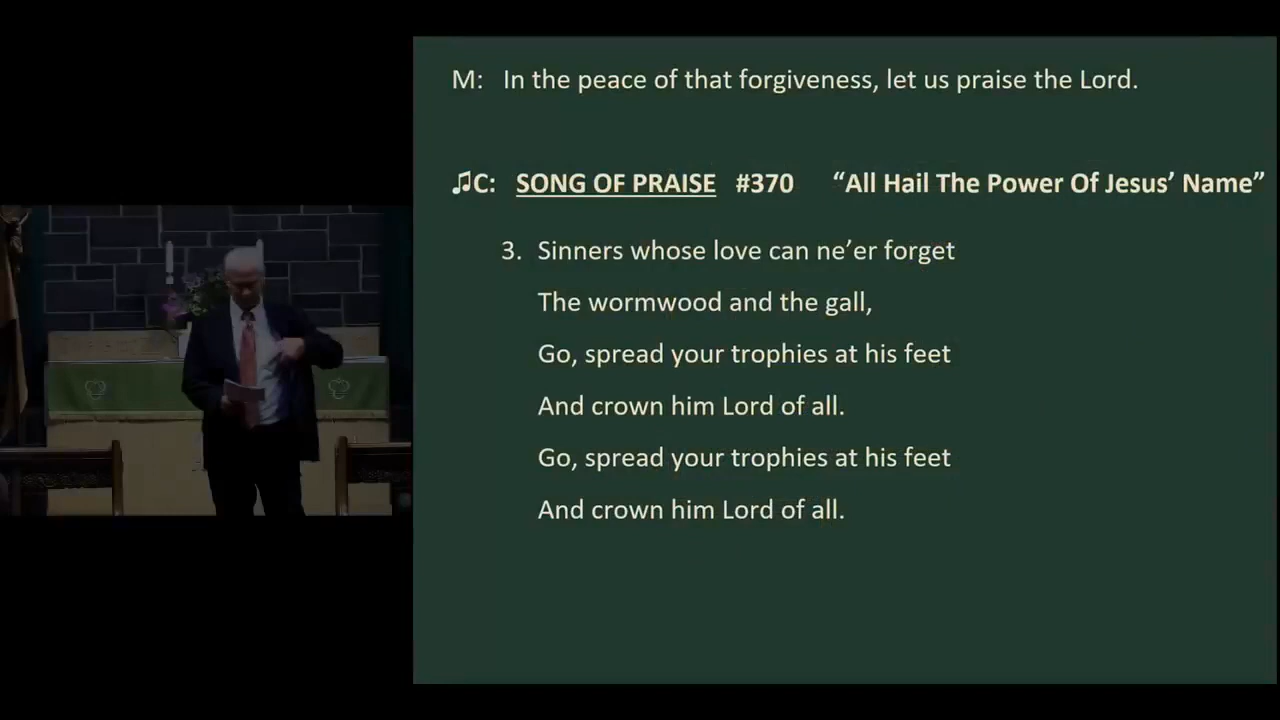 M: In the peace of that forgiveness, let us praise the Lord.
♫C: SONG OF PRAISE #370 “All Hail The Power Of Jesus’ Name”
3. Sinners whose love can ne’er forget
The wormwood and the gall,
Go, spread your trophies at his feet
And crown him Lord of all.
Go, spread your trophies at his feet
And crown him Lord of all.